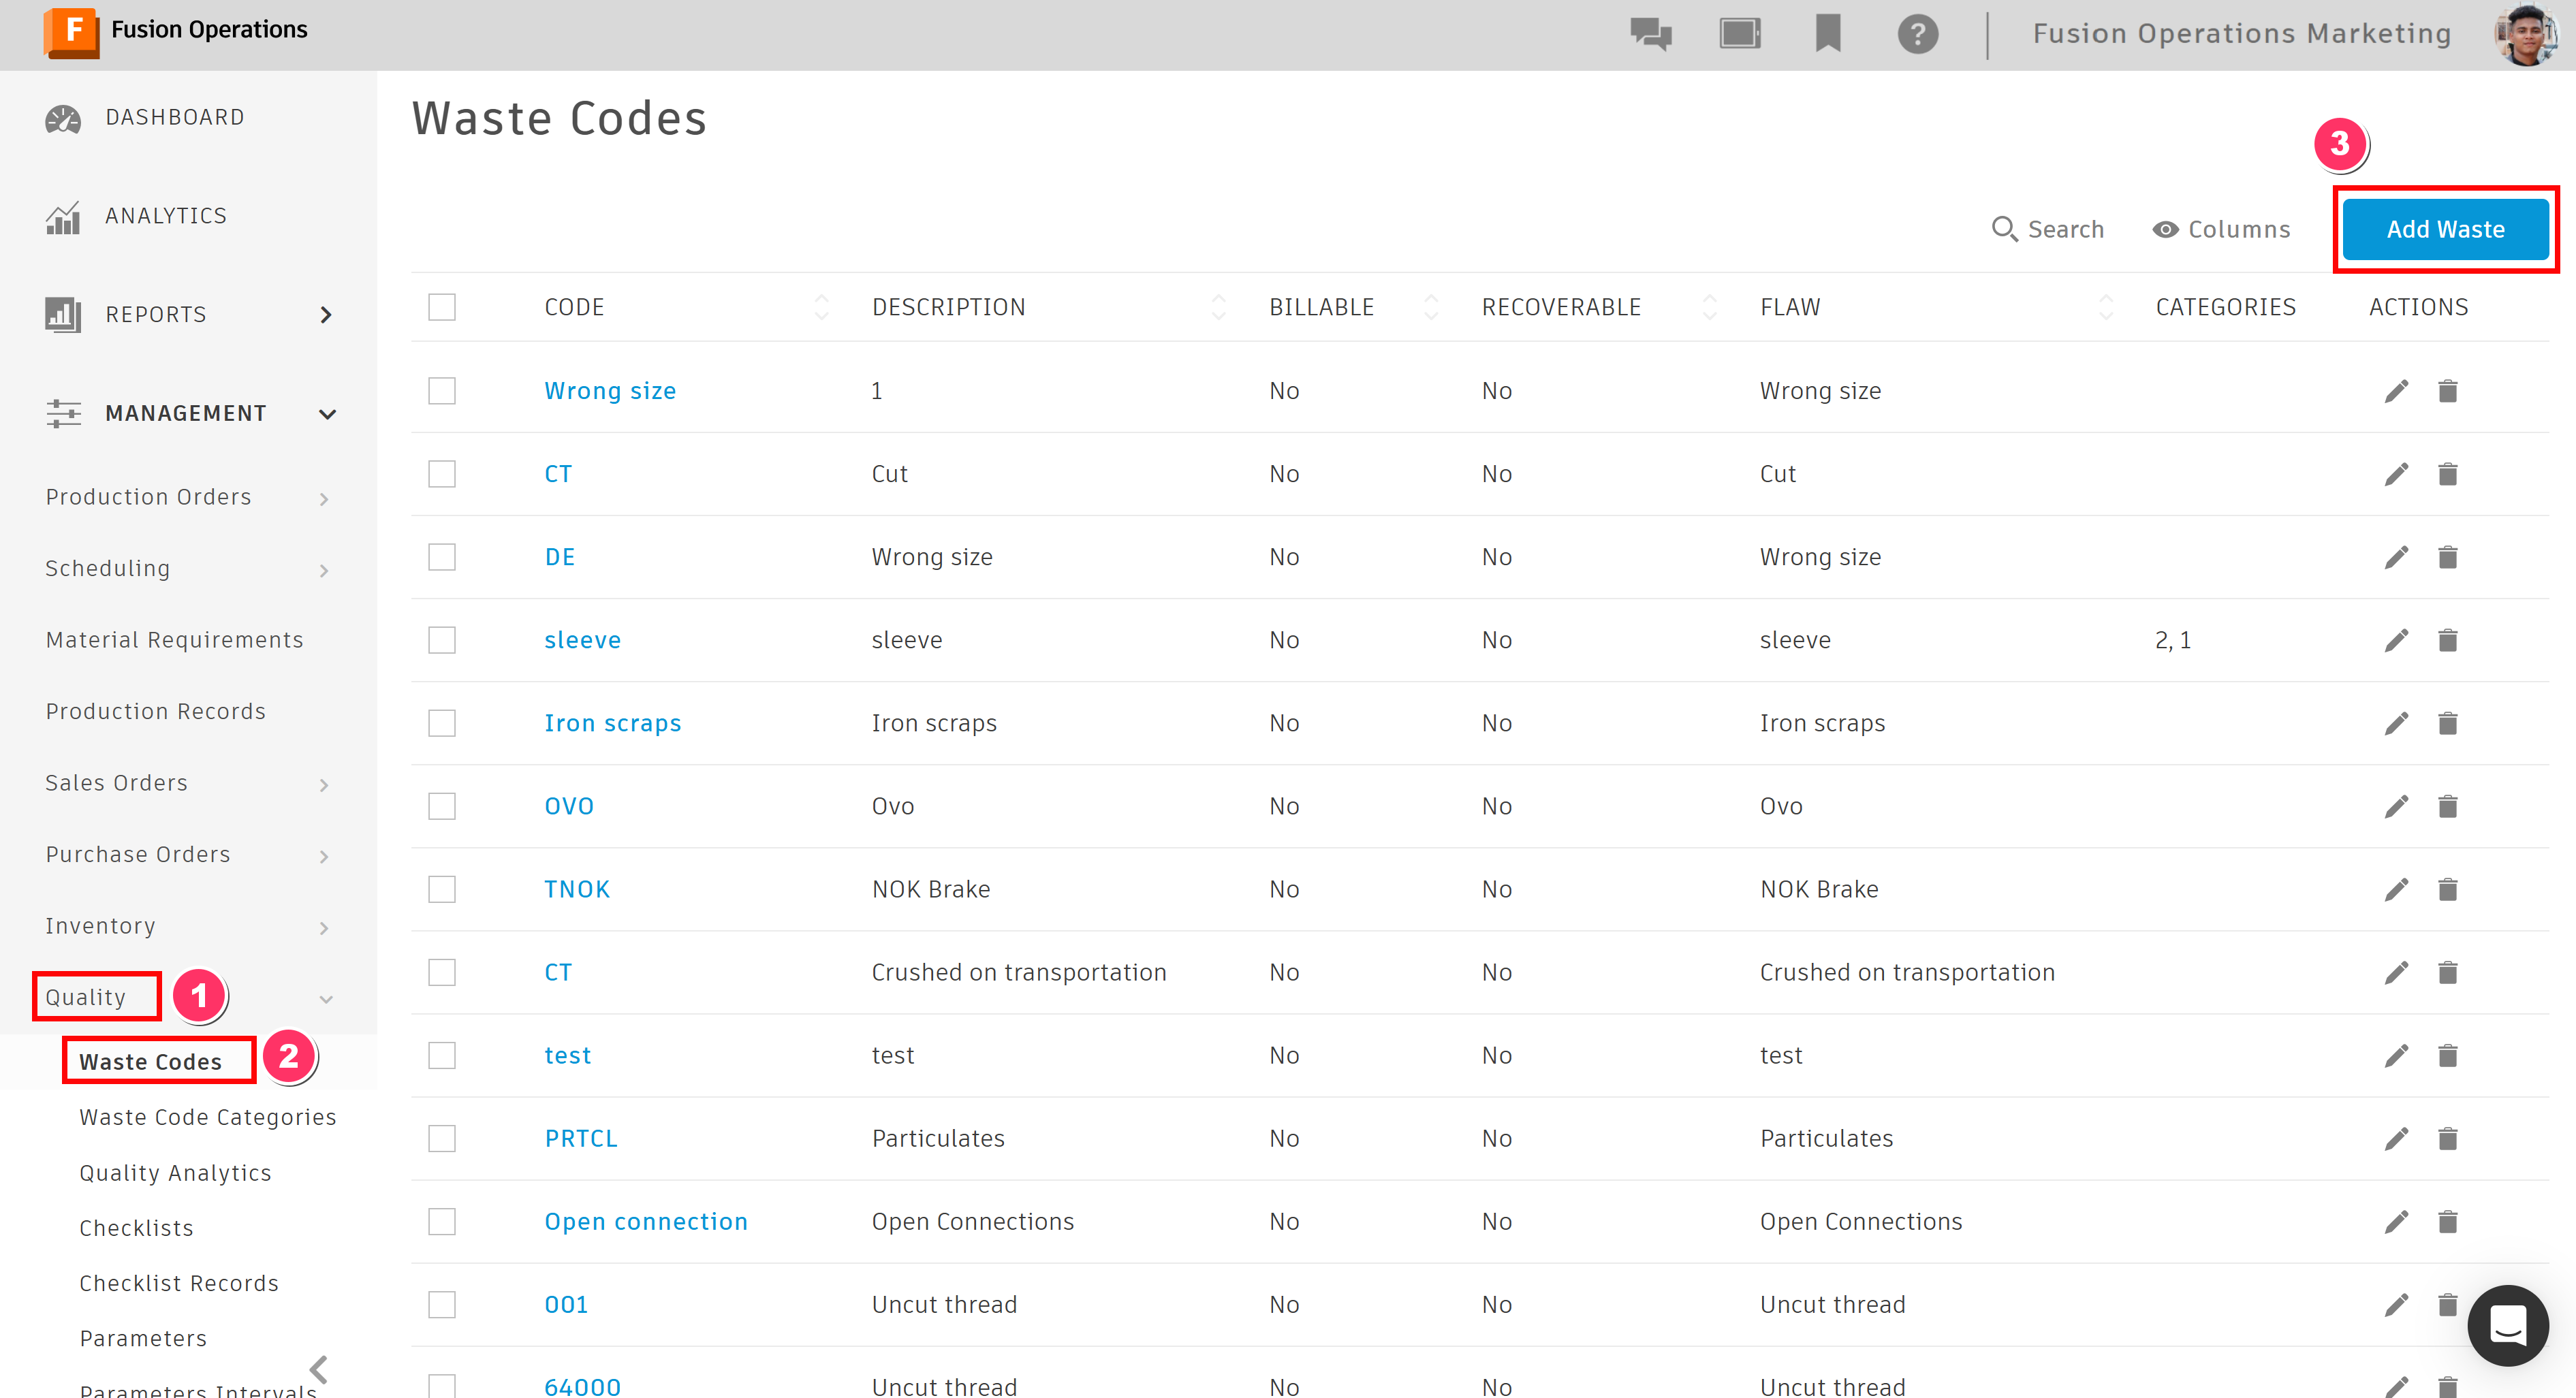 F Fusion Operations
? Fusion Operations Marketing
DASHBOARD
ANALYTICS
REPORTS
MANAGEMENT
Production Orders
Scheduling
Material Requirements
Production Records
Sales Orders
Purchase Orders
Inventory
Quality 1
Waste Codes 2
Waste Code Categories
Quality Analytics
Checklists
Checklist Records
Parameters
Parameters Intervals
Waste Codes
3
Search Columns Add Waste
CODE DESCRIPTION BILLABLE RECOVERABLE FLAW CATEGORIES ACTIONS
Wrong size 1 No No Wrong size
CT Cut No No Cut
DE Wrong size No No Wrong size
sleeve sleeve No No sleeve 2, 1
Iron scraps Iron scraps No No Iron scraps
OVO Ovo No No Ovo
TNOK NOK Brake No No NOK Brake
CT Crushed on transportation No No Crushed on transportation
test test No No test
PRTCL Particulates No No Particulates
Open connection Open Connections No No Open Connections
001 Uncut thread No No Uncut thread
64000 Uncut thread No No Uncut thread